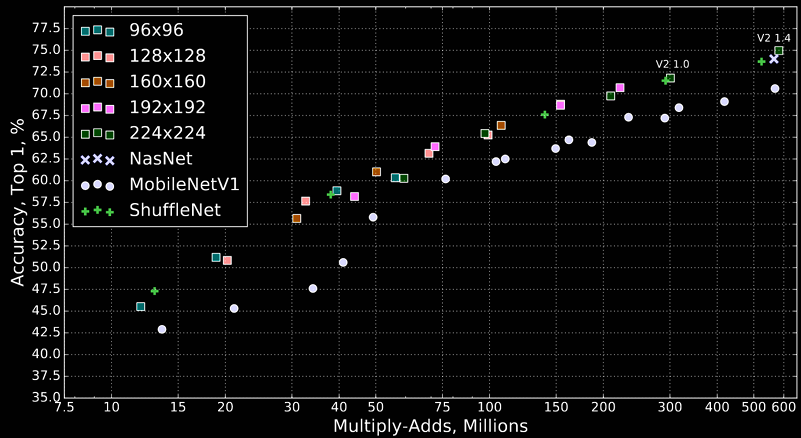 V2 1.4
V2 1.0
96x96
128x128
160x160
192x192
224x224
NasNet
MobileNetV1
ShuffleNet
Accuracy, Top 1, %
77.5
75.0
72.5
70.0
67.5
65.0
62.5
60.0
57.5
55.0
52.5
50.0
47.5
45.0
42.5
40.0
37.5
35.0
7.5 10 15 20 30 40 50 75 100 150 200 300 400 500 600
Multiply-Adds, Millions